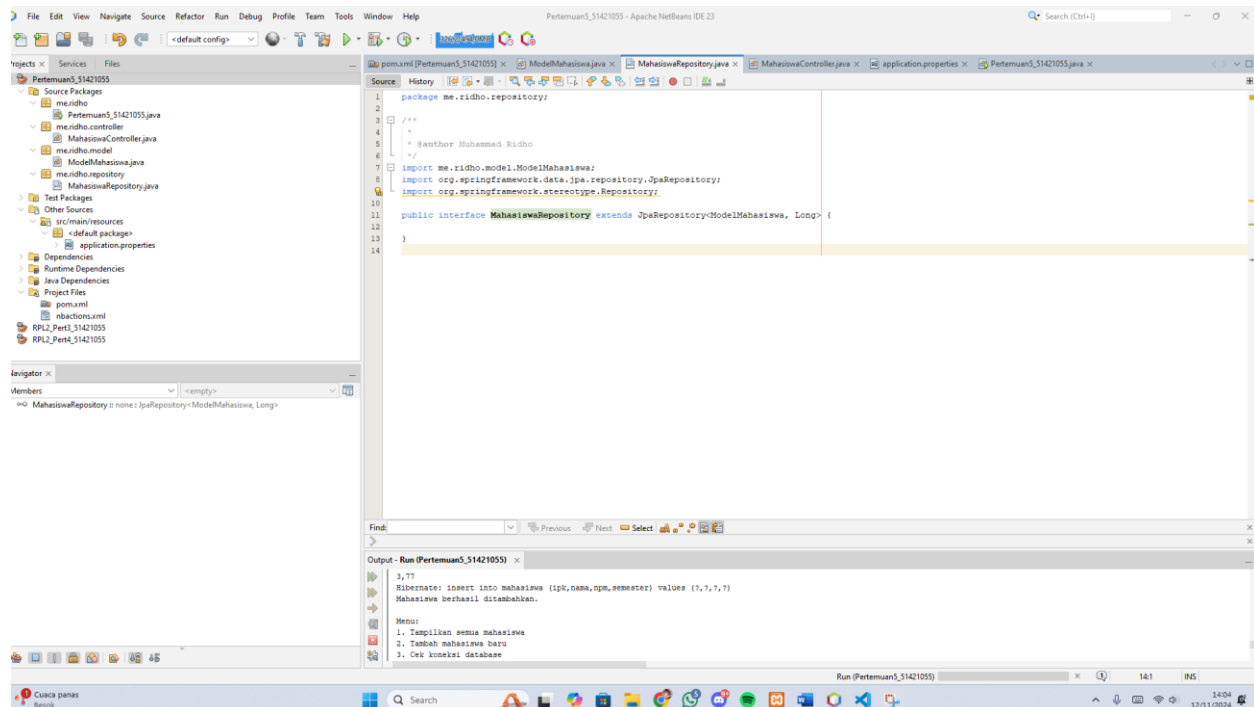 File Edit View Navigate Source Refactor Run Debug Profile Team Tools Window Help
Pertemuan5_51421055 - Apache NetBeans IDE 23
Search (Ctrl+I)
<default config>
Projects Services Files
pom.xml [Pertemuan5_51421055] ModelMahasiswa.java MahasiswaRepository.java MahasiswaController.java application.properties Pertemuan5_51421055.java
Pertemuan5_51421055
Source Packages
me.ridho
Pertemuan5_51421055.java
me.ridho.controller
MahasiswaController.java
me.ridho.model
ModelMahasiswa.java
me.ridho.repository
MahasiswaRepository.java
Test Packages
Other Sources
src/main/resources
<default package>
application.properties
Dependencies
Runtime Dependencies
Java Dependencies
Project Files
pom.xml
nbactions.xml
RPL2_Pert3_51421055
RPL2_Pert4_51421055
Navigator
Members <empty>
MahasiswaRepository :: none : JpaRepository<ModelMahasiswa, Long>
Source History
1 package me.ridho.repository;
2
3 /**
4 *
5 * @author Muhammad Ridho
6 */
7 import me.ridho.model.ModelMahasiswa;
8 import org.springframework.data.jpa.repository.JpaRepository;
import org.springframework.stereotype.Repository;
10
11 public interface MahasiswaRepository extends JpaRepository<ModelMahasiswa, Long> {
12
13 }
14
Find: Previous Next Select
Output - Run (Pertemuan5_51421055)
3,77
Hibernate: insert into mahasiswa (ipk,nama,npm,semester) values (?,?,?,?)
Mahasiswa berhasil ditambahkan.
Menu:
1. Tampilkan semua mahasiswa
2. Tambah mahasiswa baru
3. Cek koneksi database
Run (Pertemuan5_51421055)
14:1 INS
Cuaca panas
Besok
Search
14:04
12/11/2024